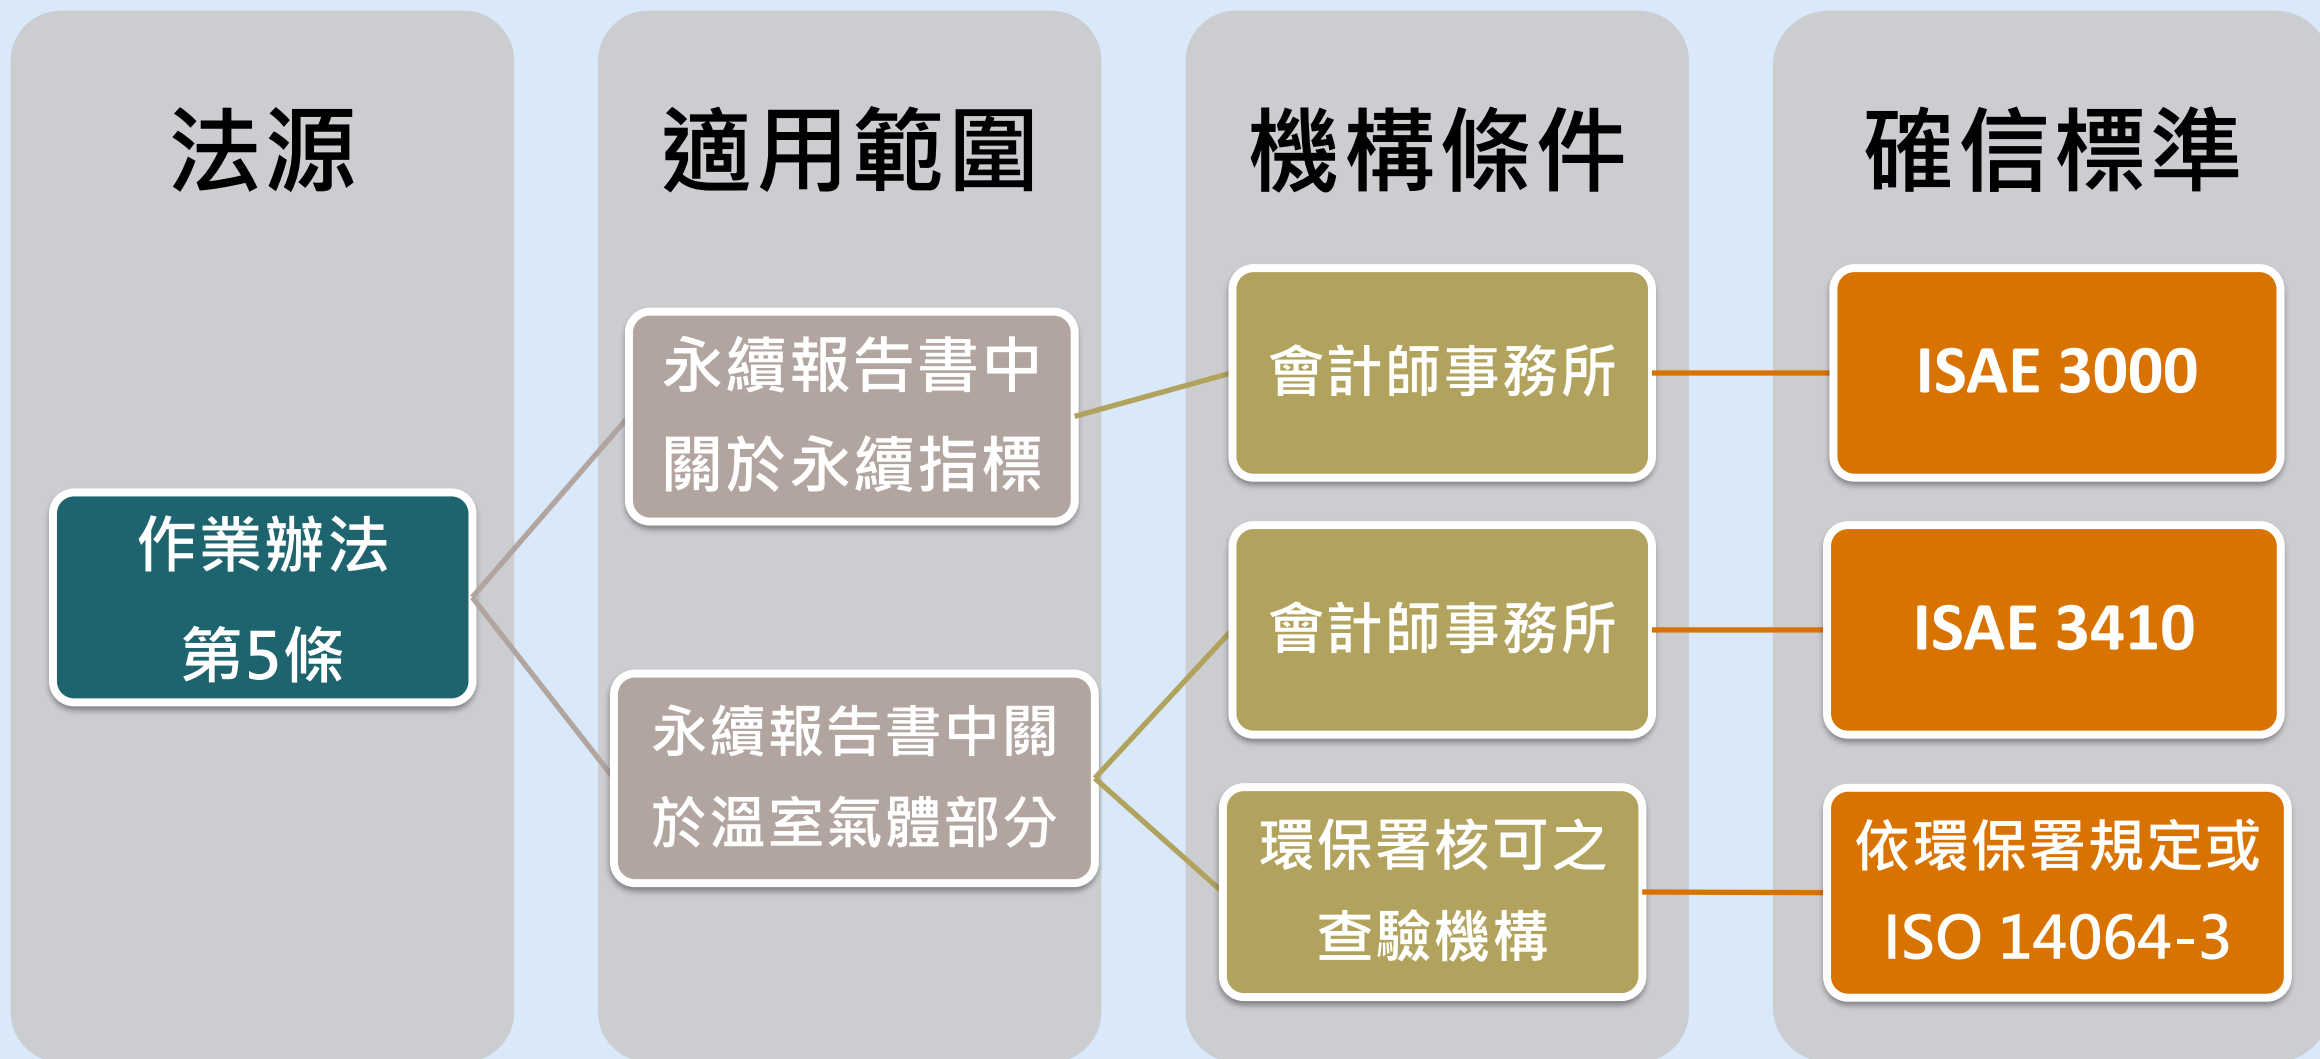 法源
適用範圍
機構條件
確信標準
作業辦法
第5條
永續報告書中
關於永續指標
永續報告書中關
於溫室氣體部分
會計師事務所
會計師事務所
環保署核可之
查驗機構
ISAE 3000
ISAE 3410
依環保署規定或
ISO 14064-3